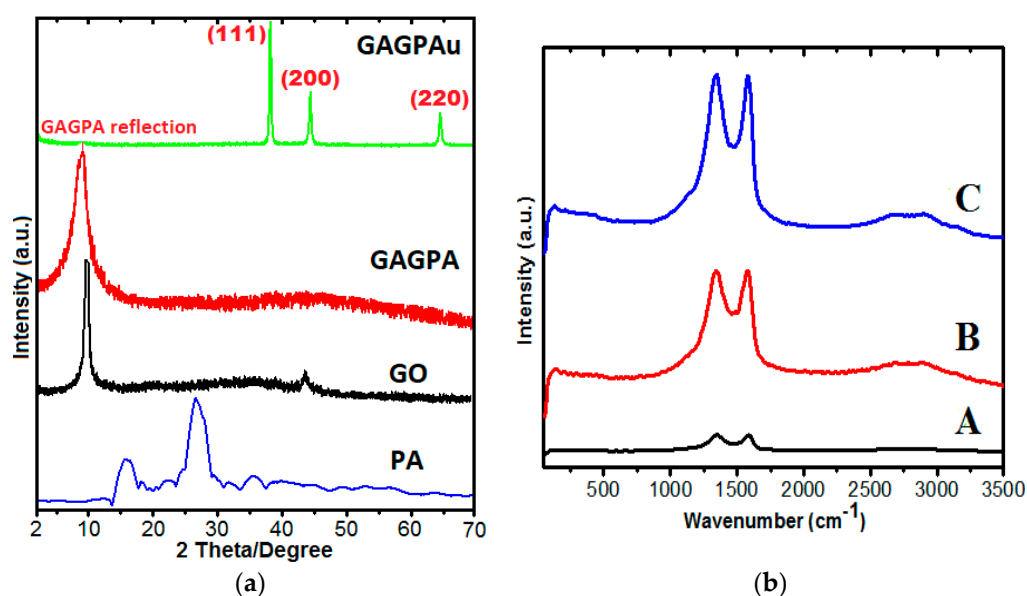 (111)
GAGPAu
(200)
(220)
GAGPA reflection
GAGPA
GO
PA
Intensity (a.u.)
2 10 20 30 40 50 60 70
2 Theta/Degree
(a)
C
B
A
Intensity (a.u.)
500 1000 1500 2000 2500 3000 3500
Wavenumber (cm-1)
(b)